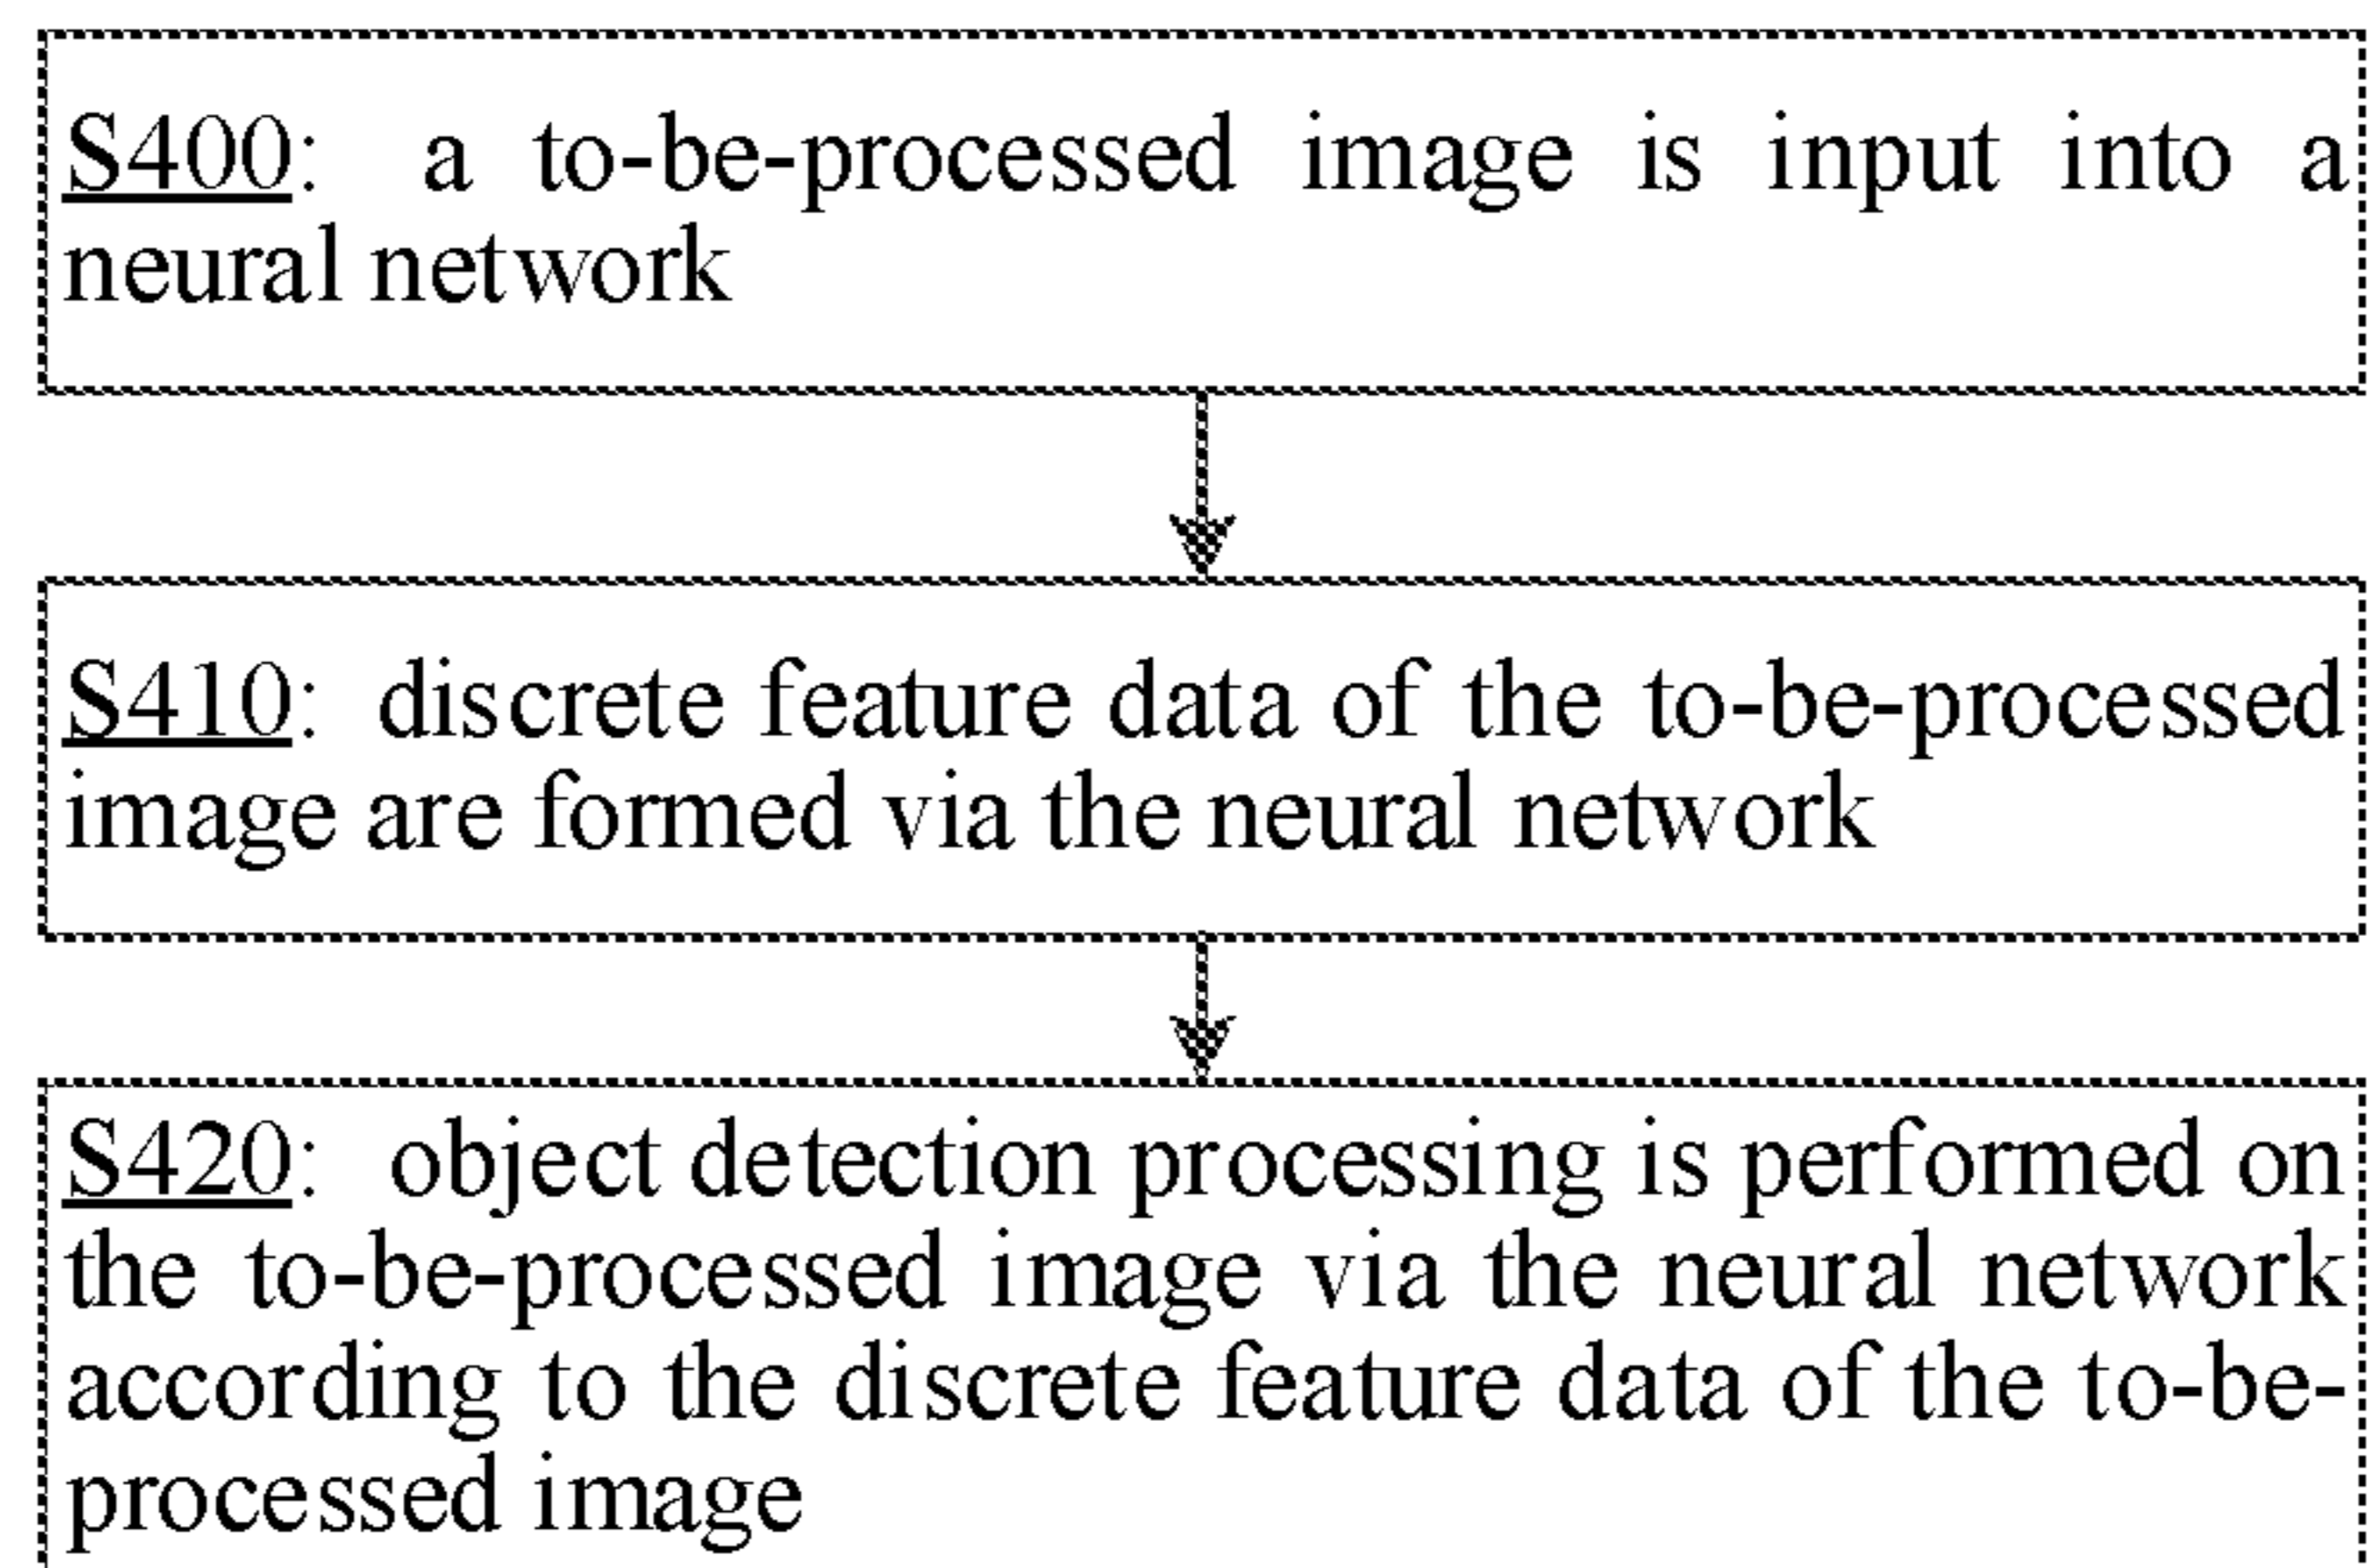 S400: a to-be-processed image is input into a
neural network
S410: discrete feature data of the to-be-processed
image are formed via the neural network
S420: object detection processing is performed on
the to-be-processed image via the neural network
according to the discrete feature data of the to-be-
processed image